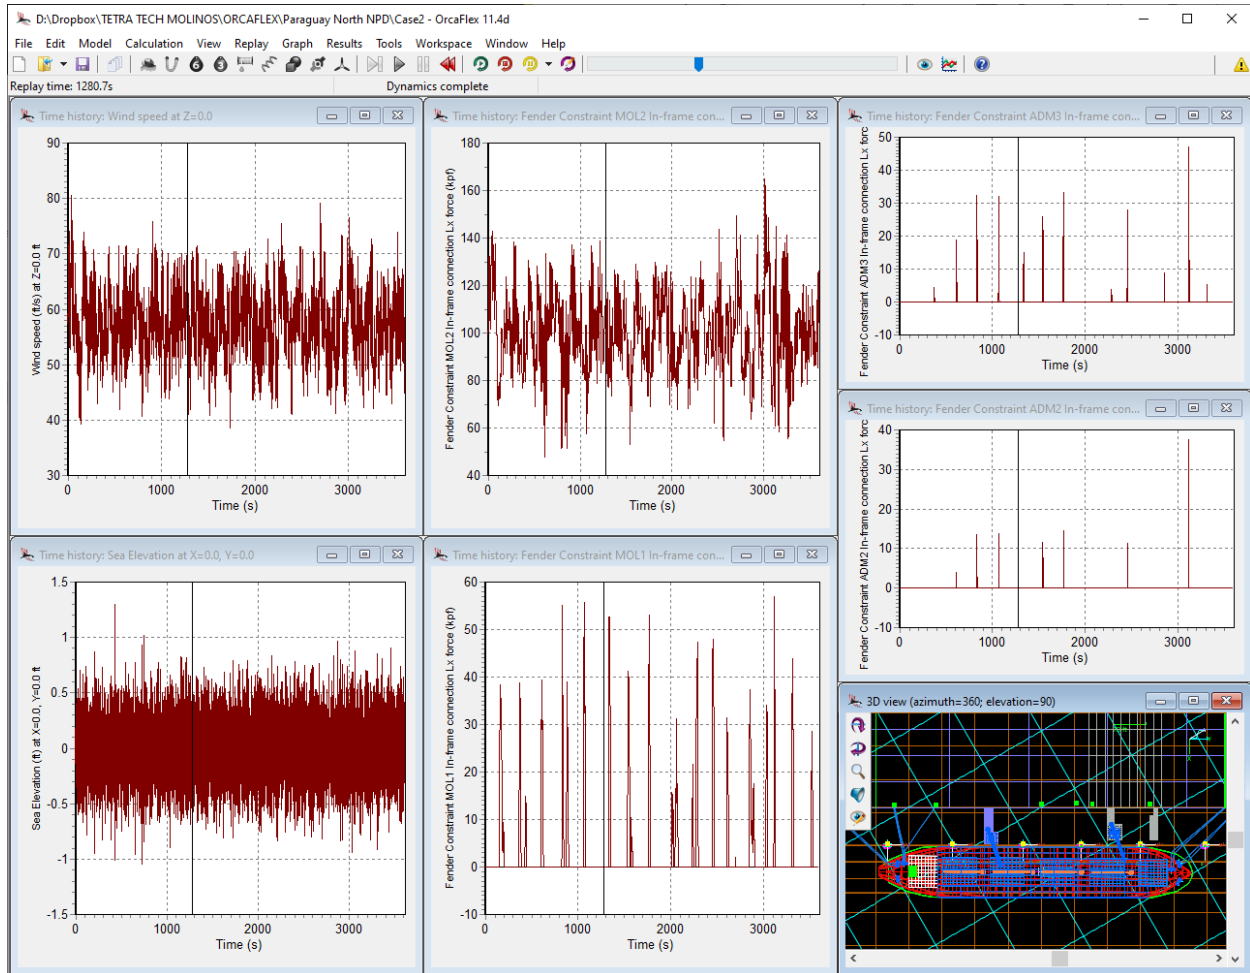 D:\Dropbox\TETRA TECH MOLINOS\ORCAFLEX\Paraguay North NPD\Case2 - OrcaFlex 11.4d
File Edit Model Calculation View Replay Graph Results Tools Workspace Window Help
Replay time: 1280.7s Dynamics complete
Time history: Wind speed at Z=0.0
90
80
70
60
50
40
30
Wind speed (ft/s) at Z=0.0 ft
0 1000 2000 3000
Time (s)
Time history: Fender Constraint MOL2 In-frame con...
180
160
140
120
100
80
60
40
Fender Constraint MOL2 In-frame connection Lx force (kpf)
0 1000 2000 3000
Time (s)
Time history: Fender Constraint ADM3 In-frame con...
50
40
30
20
10
0
-10
Fender Constraint ADM3 In-frame connection Lx forc
0 1000 2000 3000
Time (s)
Time history: Fender Constraint ADM2 In-frame con...
40
30
20
10
0
-10
Fender Constraint ADM2 In-frame connection Lx forc
0 1000 2000 3000
Time (s)
Time history: Sea Elevation at X=0.0, Y=0.0
1.5
1
0.5
0
-0.5
-1
-1.5
Sea Elevation (ft) at X=0.0, Y=0.0 ft
0 1000 2000 3000
Time (s)
Time history: Fender Constraint MOL1 In-frame con...
60
50
40
30
20
10
0
-10
Fender Constraint MOL1 In-frame connection Lx force (kpf)
0 1000 2000 3000
Time (s)
3D view (azimuth=360; elevation=90)